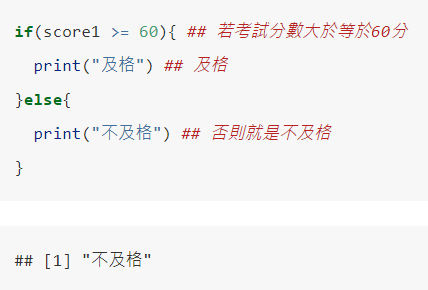 if(score1 >= 60){ ## 若考試分數大於等於60分
  print("及格") ## 及格
}else{
  print("不及格") ## 否則就是不及格
}
## [1] "不及格"